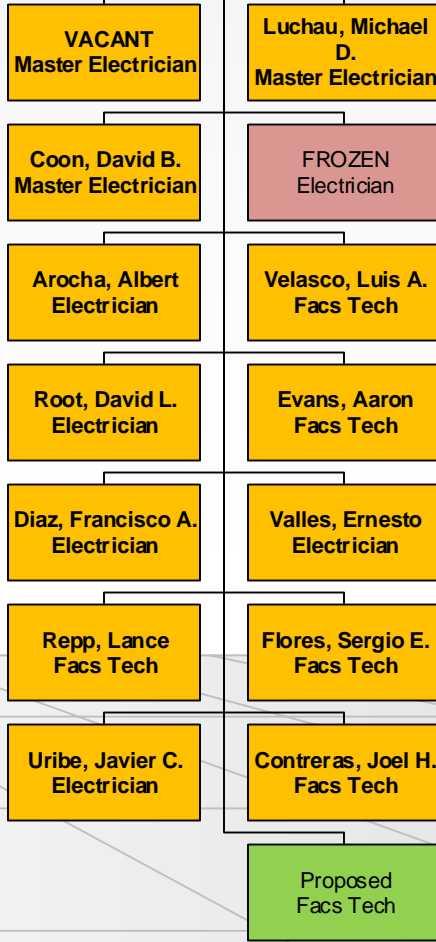 VACANT
Master Electrician
Luchau, Michael
D.
Master Electrician
Coon, David B.
Master Electrician
FROZEN
Electrician
Arocha, Albert
Electrician
Velasco, Luis A.
Facs Tech
Root, David L.
Electrician
Evans, Aaron
Facs Tech
Diaz, Francisco A.
Electrician
Valles, Ernesto
Electrician
Repp, Lance
Facs Tech
Flores, Sergio E.
Facs Tech
Uribe, Javier C.
Electrician
Contreras, Joel H.
Facs Tech
Proposed
Facs Tech